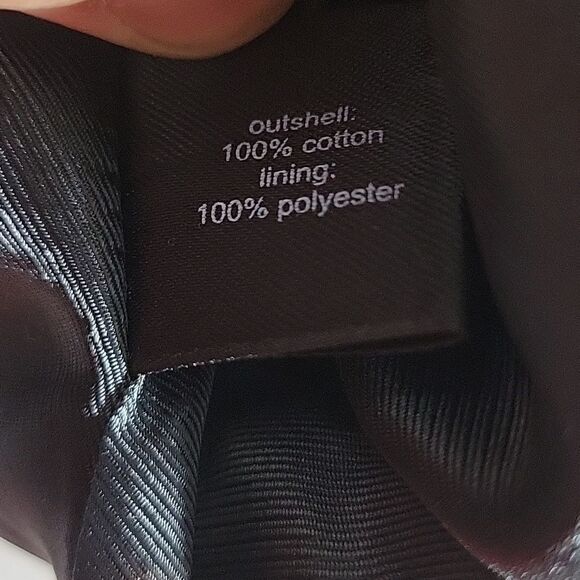 outshell:
100% cotton
lining:
100% polyester